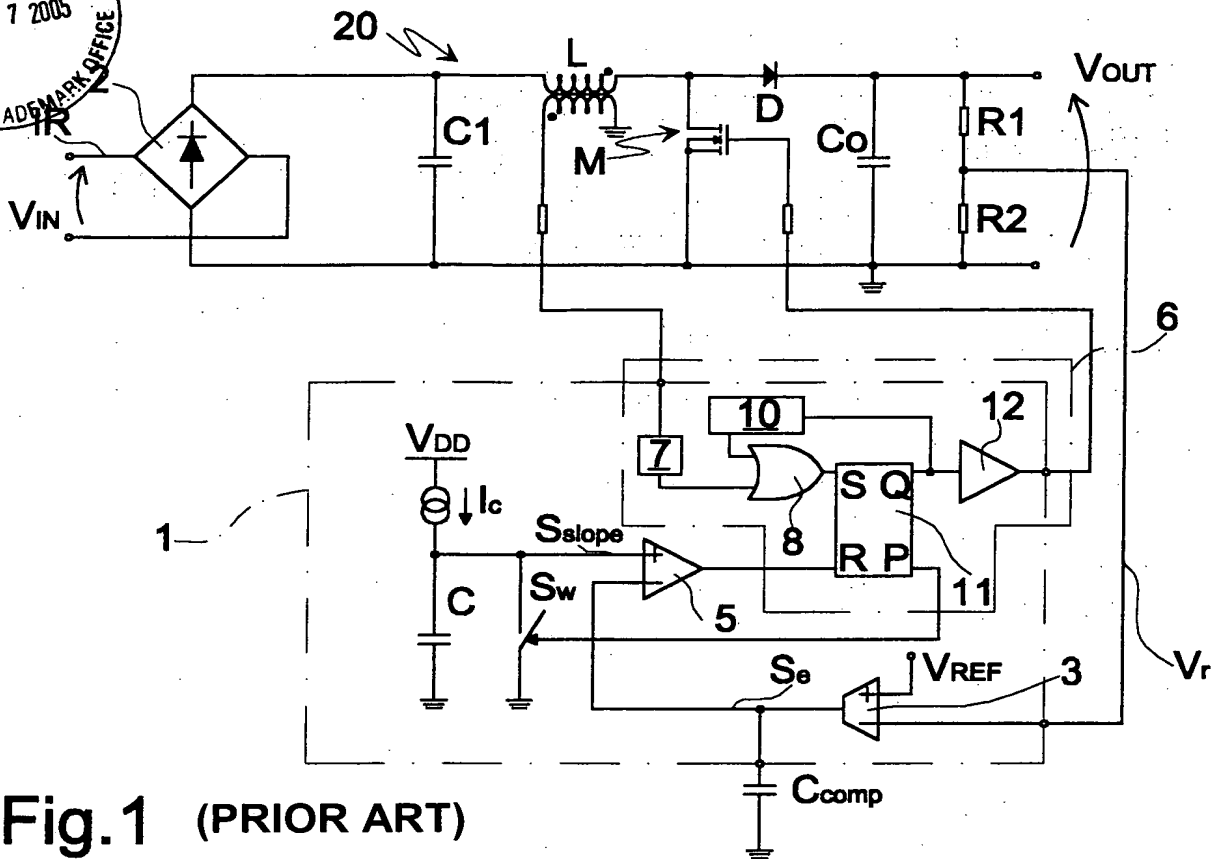 7 2005
ADEMARK OFFICE
20
L
2
IR
VIN
C1
M
D
Co
R1
R2
VOUT
6
10
12
7
8
S Q
R P
11
VDD
Ic
1
Sslope
C
Sw
5
Se
VREF
3
Vr
Ccomp
Fig.1 (PRIOR ART)